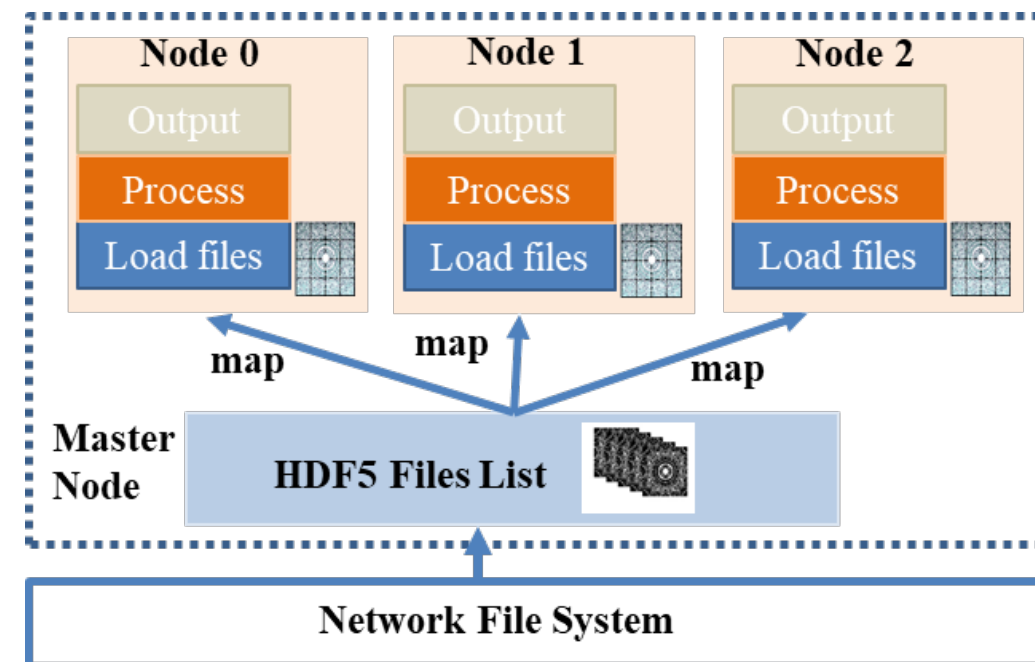 Node 0
Node 1
Node 2
Output
Output
Output
Process
Process
Process
Load files
Load files
Load files
map
map
map
Master
Node
HDF5 Files List
Network File System